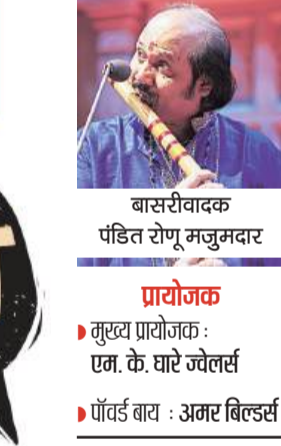 बासरीवादक
पंडित रोणू मजुमदार
प्रायोजक
मुख्य प्रायोजक :
एम. के. घारे ज्वेलर्स
पॉवर्ड बाय : अमर बिल्डर्स